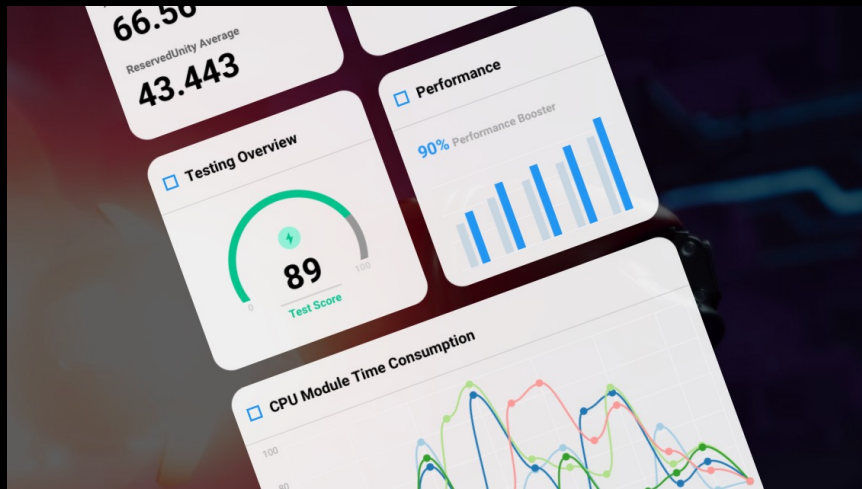 66.56
ReservedUnity Average
43.443
Testing Overview
89
0
100
Test Score
Performance
90% Performance Booster
CPU Module Time Consumption
100
80